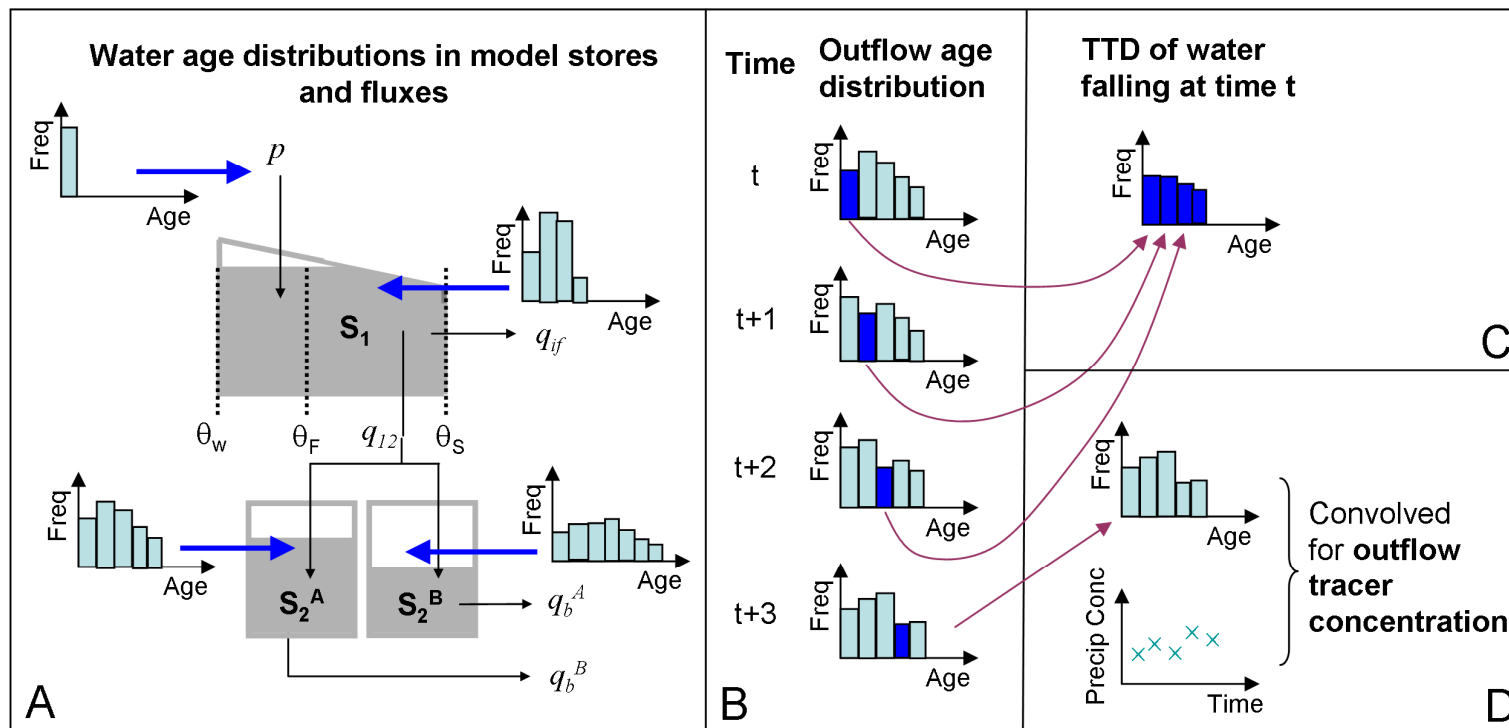 Water age distributions in model stores
and fluxes
Freq
Age
p
Freq
Age
S1
qif
θw
θF
q12
θS
Freq
Age
Freq
Age
S2A
S2B
qbA
qbB
A
Time
Outflow age
distribution
t
Freq
Age
t+1
Freq
Age
t+2
Freq
Age
t+3
Freq
Age
B
TTD of water
falling at time t
Freq
Age
C
Freq
Age
Precip Conc
Time
Convolved
for outflow
tracer
concentration
D